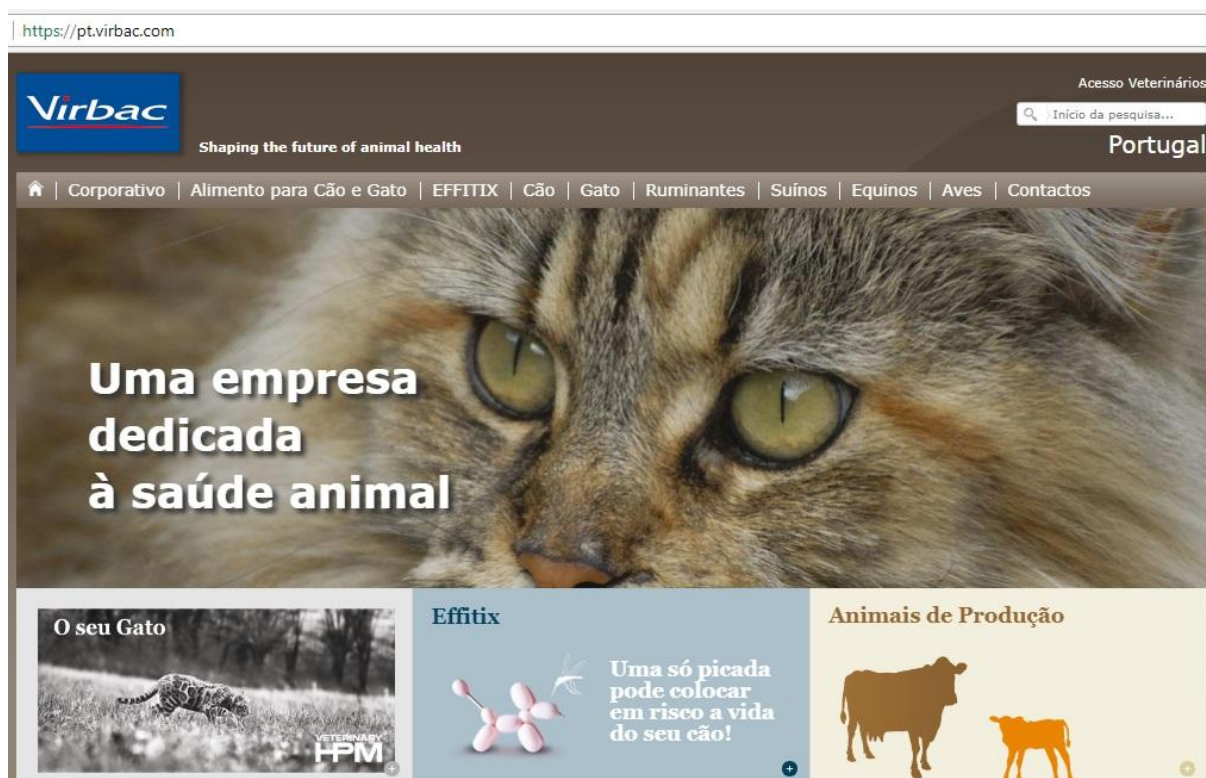 https://pt.virbac.com
Acesso Veterinários
Virbac
Início da pesquisa...
Shaping the future of animal health
Portugal
Corporativo | Alimento para Cão e Gato | EFFITIX | Cão | Gato | Ruminantes | Suínos | Equinos | Aves | Contactos
Uma empresa
dedicada
à saúde animal
O seu Gato
VETERINARY
HPM
Effitix
Uma só picada
pode colocar
em risco a vida
do seu cão!
Animais de Produção